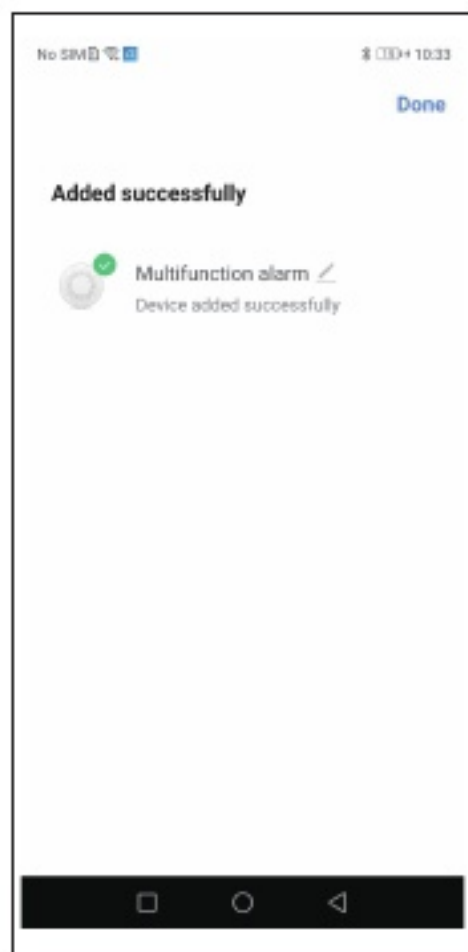 No SIM 10:33
Done
Added successfully
Multifunction alarm
Device added successfully